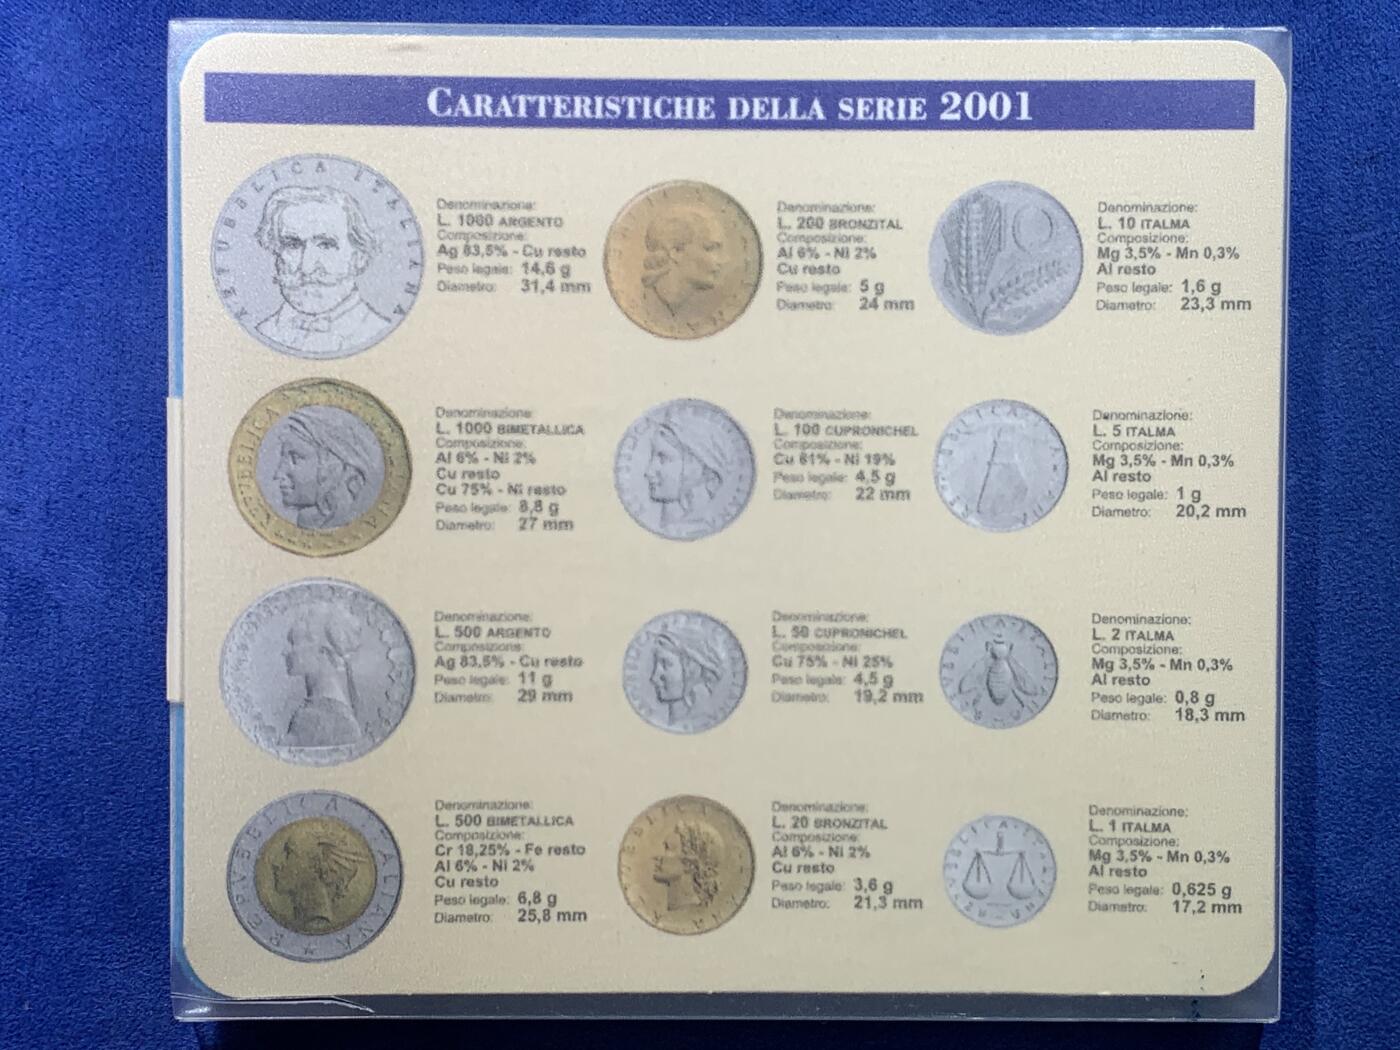 CARATTERISTICHE DELLA SERIE 2001
REPUBBLICA ITALIANA
Denominazione:
L. 1000 ARGENTO
Composizione:
Ag 83,5% - Cu resto
Peso legale: 14,6 g
Diametro: 31,4 mm
Denominazione:
L. 200 BRONZITAL
Composizione:
Al 6% - Ni 2%
Cu resto
Peso legale: 5 g
Diametro: 24 mm
10
Denominazione:
L. 10 ITALMA
Composizione:
Mg 3,5% - Mn 0,3%
Al resto
Peso legale: 1,6 g
Diametro: 23,3 mm
Denominazione:
L. 1000 BIMETALLICA
Composizione:
Al 6% - Ni 2%
Cu resto
Cu 75% - Ni resto
Peso legale: 8,8 g
Diametro: 27 mm
Denominazione:
L. 100 CUPRONICHEL
Composizione:
Cu 81% - Ni 19%
Peso legale: 4,5 g
Diametro: 22 mm
Denominazione:
L. 5 ITALMA
Composizione:
Mg 3,5% - Mn 0,3%
Al resto
Peso legale: 1 g
Diametro: 20,2 mm
Denominazione:
L. 500 ARGENTO
Composizione:
Ag 83,5% - Cu resto
Peso legale: 11 g
Diametro: 29 mm
Denominazione:
L. 50 CUPRONICHEL
Composizione:
Cu 75% - Ni 25%
Peso legale: 4,5 g
Diametro: 19,2 mm
Denominazione:
L. 2 ITALMA
Composizione:
Mg 3,5% - Mn 0,3%
Al resto
Peso legale: 0,8 g
Diametro: 18,3 mm
REPVBBLICA ITALIANA
Denominazione:
L. 500 BIMETALLICA
Composizione:
Cr 18,25% - Fe resto
Al 6% - Ni 2%
Cu resto
Peso legale: 6,8 g
Diametro: 25,8 mm
Denominazione:
L. 20 BRONZITAL
Composizione:
Al 6% - Ni 2%
Cu resto
Peso legale: 3,6 g
Diametro: 21,3 mm
Denominazione:
L. 1 ITALMA
Composizione:
Mg 3,5% - Mn 0,3%
Al resto
Peso legale: 0,625 g
Diametro: 17,2 mm